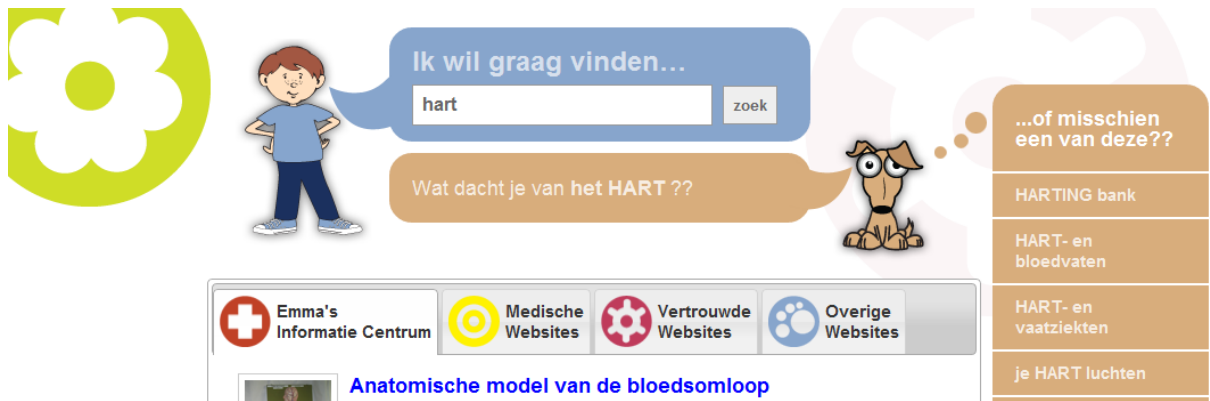 Ik wil graag vinden...
hart
zoek
Wat dacht je van het HART ??
...of misschien
een van deze??
HARTING bank
HART- en
bloedvaten
HART- en
vaatziekten
je HART luchten
Emma's
Informatie Centrum
Medische
Websites
Vertrouwde
Websites
Overige
Websites
Anatomische model van de bloedsomloop